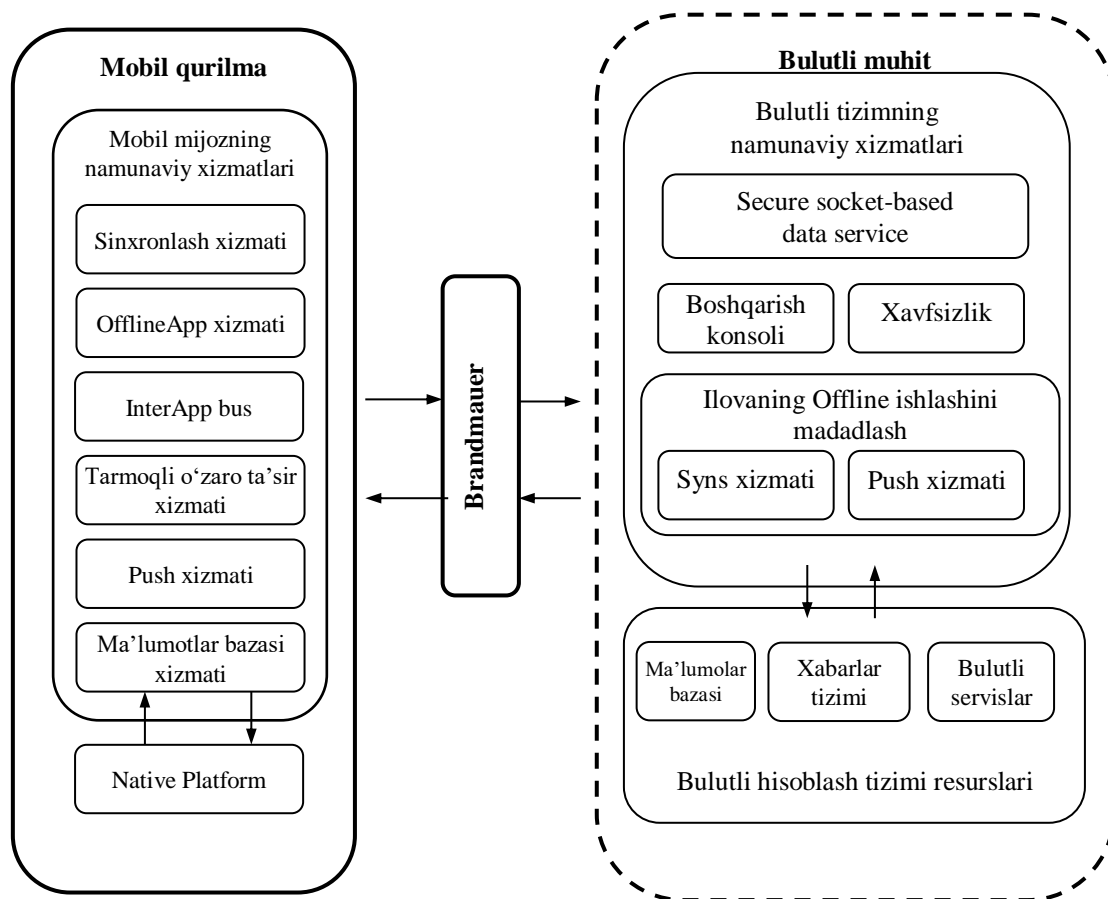 Mobil qurilma
Mobil mijozning
namunaviy xizmatlari
Sinxronlash xizmati
OfflineApp xizmati
InterApp bus
Tarmoqli o‘zaro ta’sir
xizmati
Push xizmati
Ma’lumotlar bazasi
xizmati
Native Platform
Brandmauer
Bulutli muhit
Bulutli tizimning
namunaviy xizmatlari
Secure socket-based
data service
Boshqarish
konsoli
Xavfsizlik
Ilovaning Offline ishlashini
madadlash
Syns xizmati
Push xizmati
Ma’lumolar
bazasi
Xabarlar
tizimi
Bulutli
servislar
Bulutli hisoblash tizimi resurslari